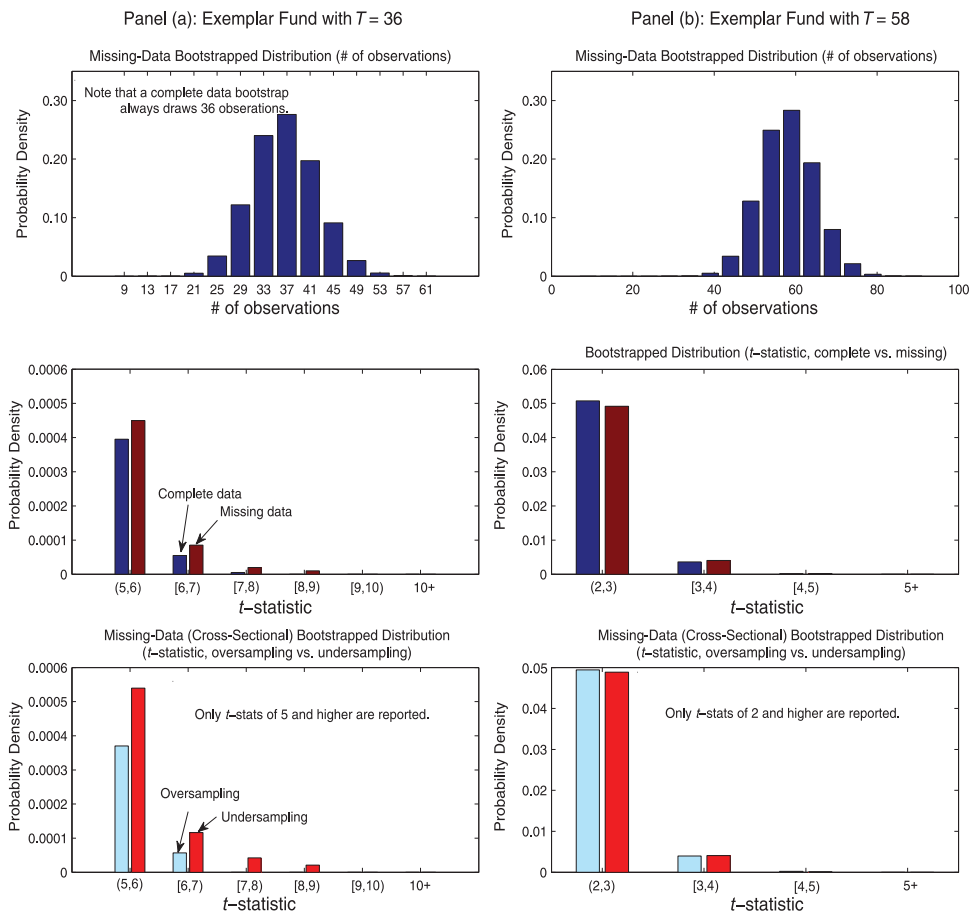 Panel (a): Exemplar Fund with T = 36
Missing-Data Bootstrapped Distribution (# of observations)
Note that a complete data bootstrap
always draws 36 obserations.
Probability Density
0.30
0.20
0.10
0
9 13 17 21 25 29 33 37 41 45 49 53 57 61
# of observations
Panel (b): Exemplar Fund with T = 58
Missing-Data Bootstrapped Distribution (# of observations)
Probability Density
0.30
0.20
0.10
0
0 20 40 60 80 100
# of observations
Probability Density
0.0006
0.0005
0.0004
0.0003
0.0002
0.0001
0
Complete data
Missing data
(5,6) [6,7) [7,8) [8,9) [9,10) 10+
t–statistic
Bootstrapped Distribution (t–statistic, complete vs. missing)
Probability Density
0.06
0.05
0.04
0.03
0.02
0.01
0
(2,3) [3,4) [4,5) 5+
t–statistic
Missing-Data (Cross-Sectional) Bootstrapped Distribution
(t–statistic, oversampling vs. undersampling)
Probability Density
0.0006
0.0005
0.0004
0.0003
0.0002
0.0001
0
Only t–stats of 5 and higher are reported.
Oversampling
Undersampling
(5,6) [6,7) [7,8) [8,9) [9,10) 10+
t–statistic
Missing-Data (Cross-Sectional) Bootstrapped Distribution
(t–statistic, oversampling vs. undersampling)
Probability Density
0.05
0.04
0.03
0.02
0.01
0
Only t–stats of 2 and higher are reported.
(2,3) [3,4) [4,5) 5+
t–statistic